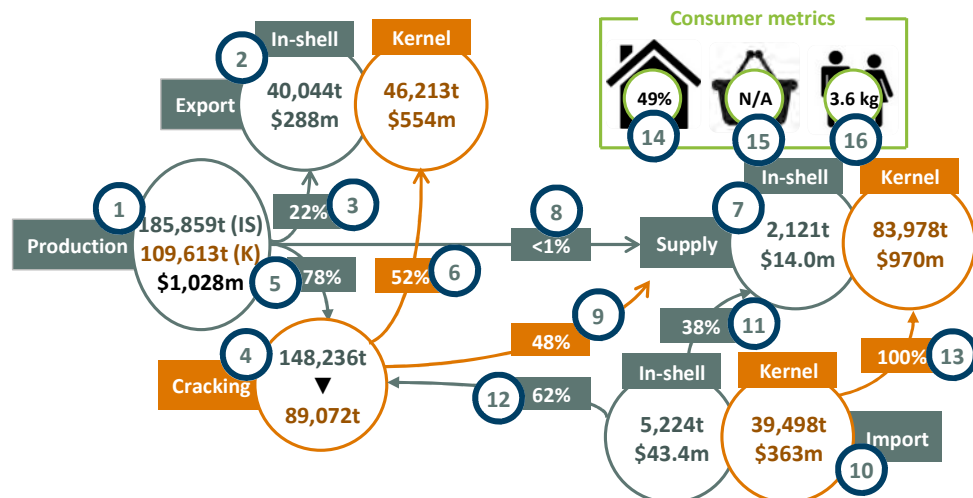 Consumer metrics
In-shell
Kernel
2
Export
40,044t
$288m
46,213t
$554m
49%
N/A
3.6 kg
14
15
16
In-shell
Kernel
1
Production
185,859t (IS)
109,613t (K)
$1,028m
22%
3
8
<1%
7
Supply
2,121t
$14.0m
83,978t
$970m
5
78%
52%
6
9
48%
38%
11
4
Cracking
148,236t
▼
89,072t
12
62%
In-shell
Kernel
100%
13
5,224t
$43.4m
39,498t
$363m
Import
10